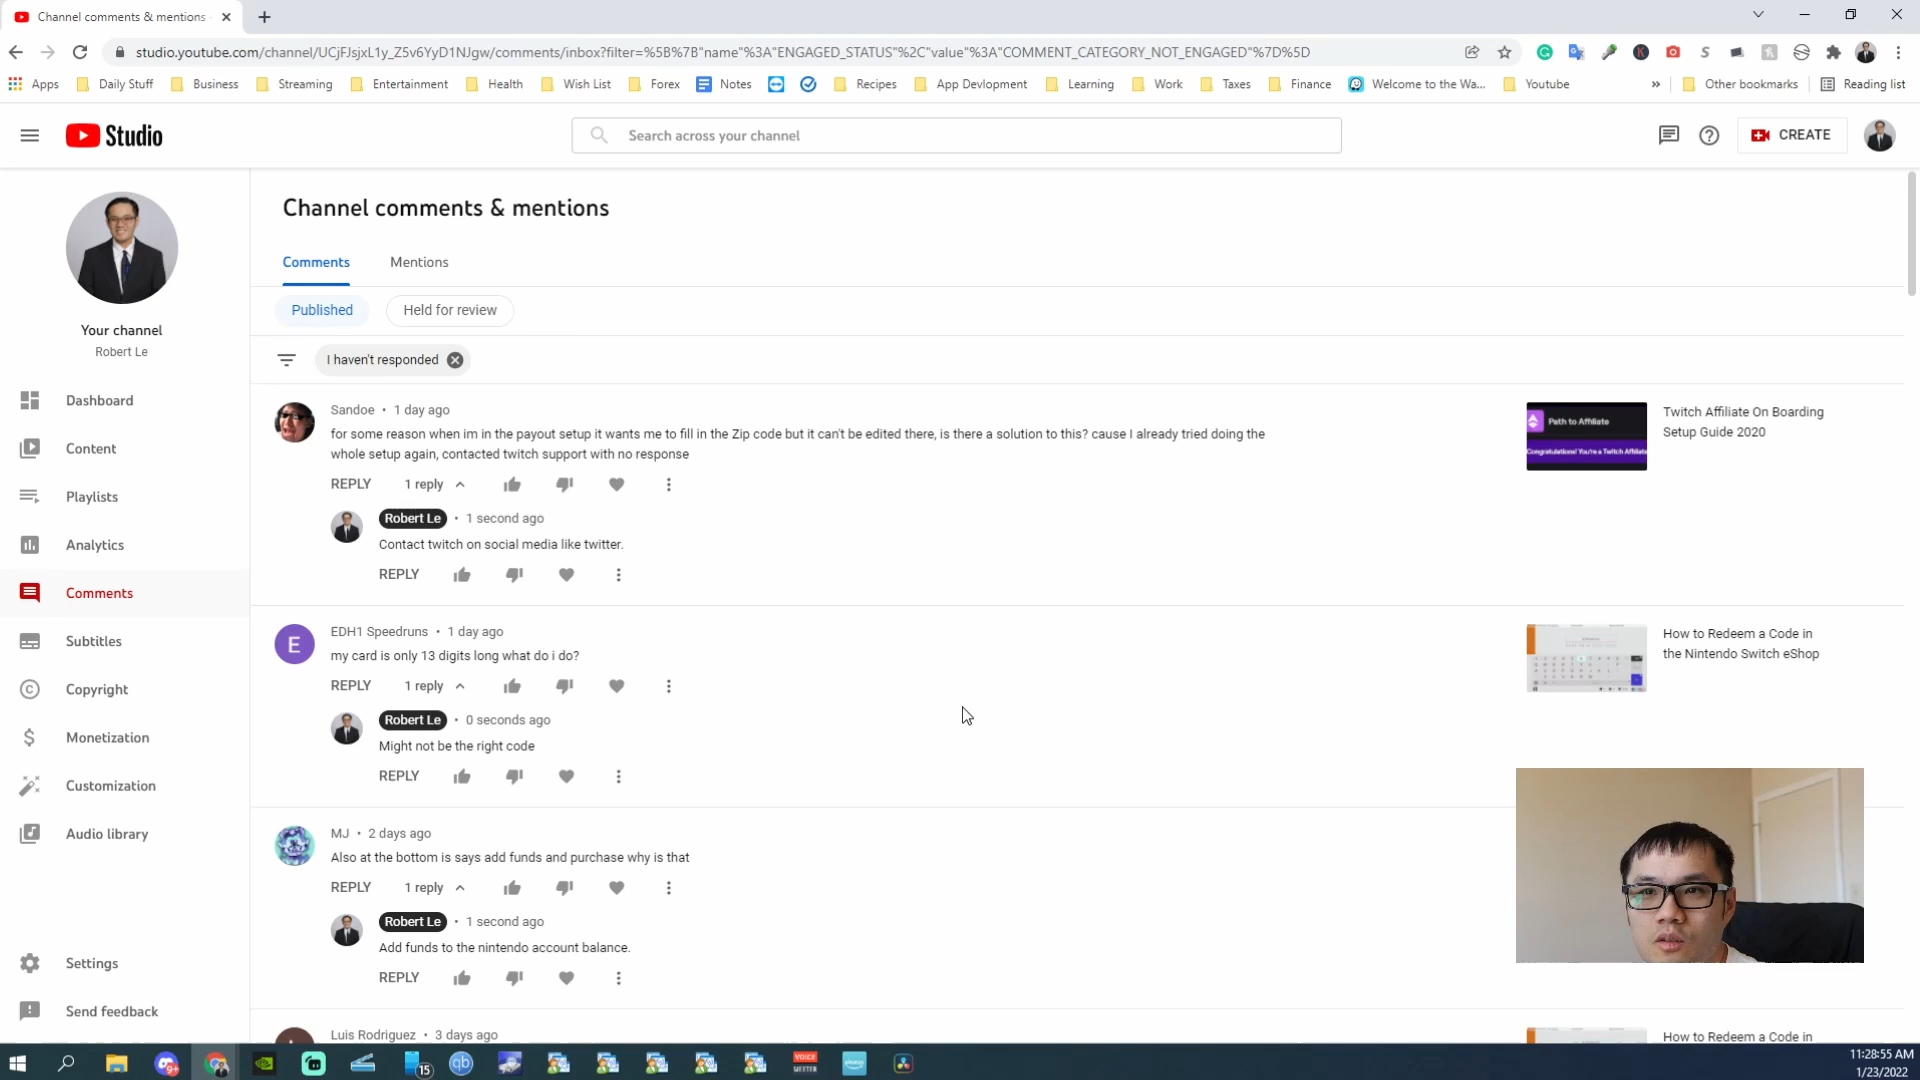 Channel comments & mentions
studio.youtube.com/channel/UCjFJsjxL1y_Z5v6YyD1NJgw/comments/inbox?filter=%5B%7B"name"%3A"ENGAGED_STATUS"%2C"value"%3A"COMMENT_CATEGORY_NOT_ENGAGED"%7D%5D
Apps Daily Stuff Business Streaming Entertainment Health Wish List Forex Notes Recipes App Devlopment Learning Work Taxes Finance Welcome to the Wa... Youtube » Other bookmarks Reading list
Studio
Search across your channel
CREATE
Your channel
Robert Le
Dashboard
Content
Playlists
Analytics
Comments
Subtitles
Copyright
Monetization
Customization
Audio library
Settings
Send feedback
Channel comments & mentions
Comments Mentions
Published Held for review
I haven't responded
Sandoe • 1 day ago
for some reason when im in the payout setup it wants me to fill in the Zip code but it can't be edited there, is there a solution to this? cause I already tried doing the
whole setup again, contacted twitch support with no response
REPLY 1 reply
Robert Le • 1 second ago
Contact twitch on social media like twitter.
REPLY
Path to Affiliate
Congratulations! You're a Twitch Affiliate
Twitch Affiliate On Boarding
Setup Guide 2020
EDH1 Speedruns • 1 day ago
my card is only 13 digits long what do i do?
REPLY 1 reply
Robert Le • 0 seconds ago
Might not be the right code
REPLY
How to Redeem a Code in
the Nintendo Switch eShop
MJ • 2 days ago
Also at the bottom is says add funds and purchase why is that
REPLY 1 reply
Robert Le • 1 second ago
Add funds to the nintendo account balance.
REPLY
Luis Rodriguez • 3 days ago
How to Redeem a Code in
9+
15
qb
VOICE
11:28:55 AM
1/23/2022